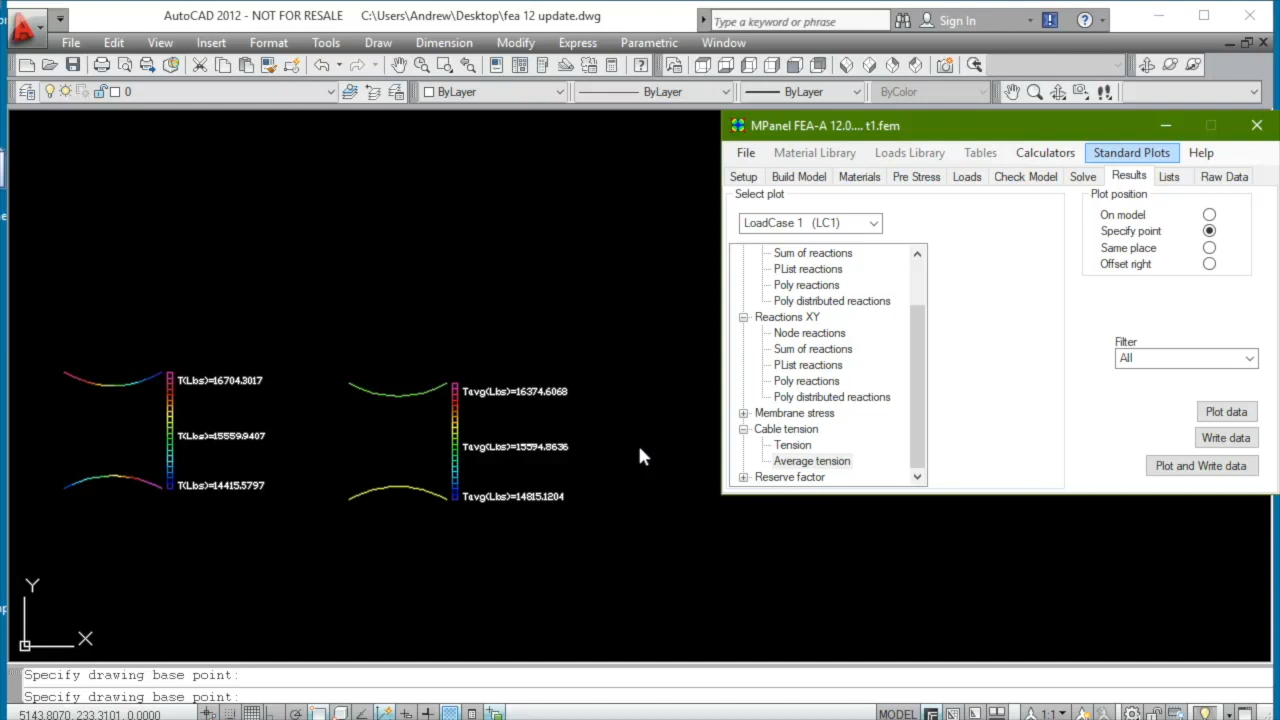 AutoCAD 2012 - NOT FOR RESALE C:\Users\Andrew\Desktop\fea 12 update.dwg
Type a keyword or phrase
Sign In
File Edit View Insert Format Tools Draw Dimension Modify Express Parametric Window
0
ByLayer
ByLayer
ByLayer
ByColor
MPanel FEA-A 12.0.... t1.fem
File Material Library Loads Library Tables Calculators Standard Plots Help
Setup Build Model Materials Pre Stress Loads Check Model Solve Results Lists Raw Data
Select plot
LoadCase 1 (LC1)
Sum of reactions
PList reactions
Poly reactions
Poly distributed reactions
Reactions XY
Node reactions
Sum of reactions
PList reactions
Poly reactions
Poly distributed reactions
Membrane stress
Cable tension
Tension
Average tension
Reserve factor
Plot position
On model
Specify point
Same place
Offset right
Filter
All
Plot data
Write data
Plot and Write data
T(Lbs)=16704.3017
T(Lbs)=15559.9407
T(Lbs)=14415.5797
Tavg(Lbs)=16374.6068
Tavg(Lbs)=15594.8636
Tavg(Lbs)=14815.1204
Y
X
Specify drawing base point:
Specify drawing base point:
5143.8070, 233.3101, 0.0000
MODEL
1:1